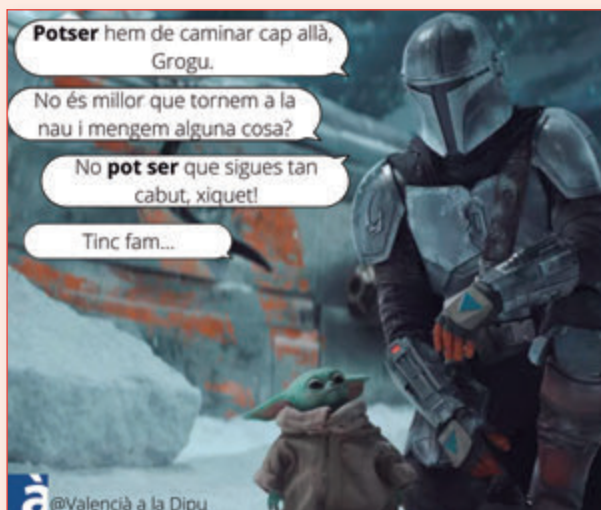 Potser hem de caminar cap allà,
Grogu.
No és millor que tornem a la
nau i mengem alguna cosa?
No pot ser que sigues tan
cabut, xiquet!
Tinc fam...
à @Valencià a la Dipu